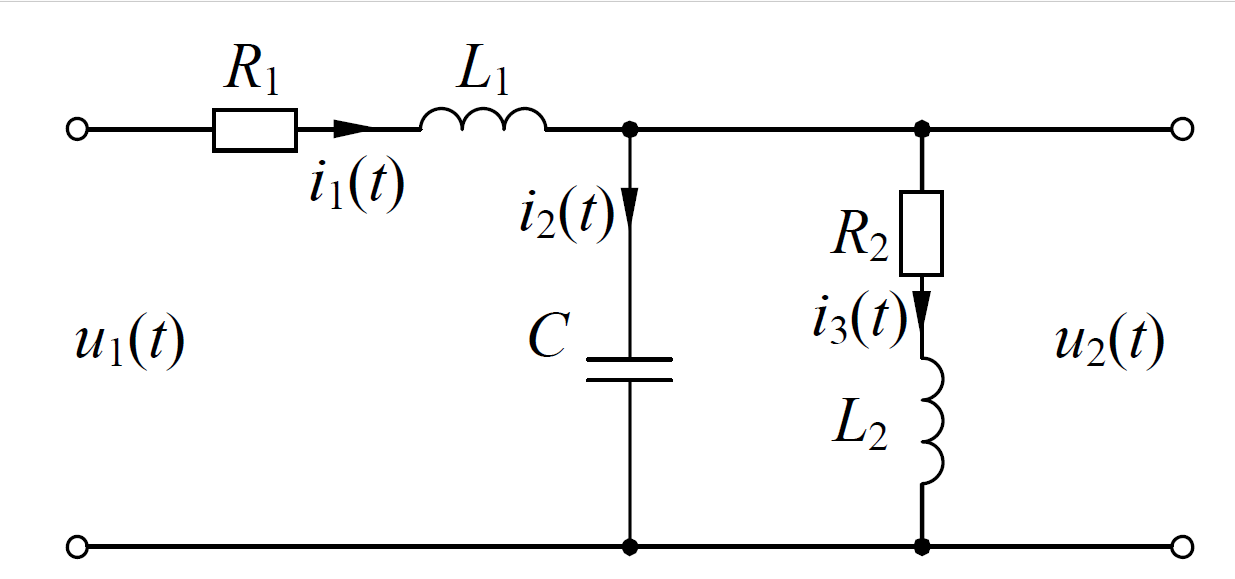 R₁
L₁
i₁(t)
i₂(t)
R₂
i₃(t)
u₁(t)
C
u₂(t)
L₂